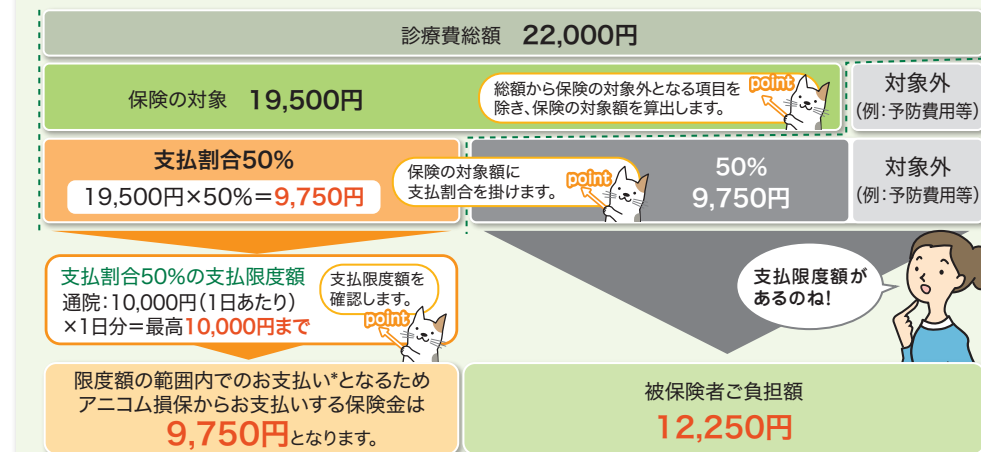 診療費総額 22,000円
保険の対象 19,500円
総額から保険の対象外となる項目を
除き、保険の対象額を算出します。
point
対象外
(例:予防費用等)
支払割合50%
19,500円×50%=9,750円
保険の対象額に
支払割合を掛けます。
point
50%
9,750円
対象外
(例:予防費用等)
支払割合50%の支払限度額
通院:10,000円(1日あたり)
×1日分=最高10,000円まで
支払限度額を
確認します。
point
支払限度額が
あるのね!
限度額の範囲内でのお支払い*となるため
アニコム損保からお支払いする保険金は
9,750円となります。
被保険者ご負担額
12,250円